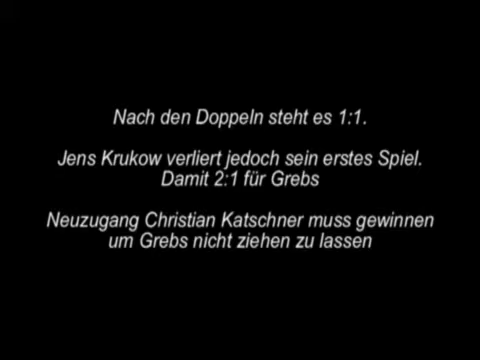 Nach den Doppeln steht es 1:1.
Jens Krukow verliert jedoch sein erstes Spiel.
Damit 2:1 für Grebs
Neuzugang Christian Katschner muss gewinnen
um Grebs nicht ziehen zu lassen